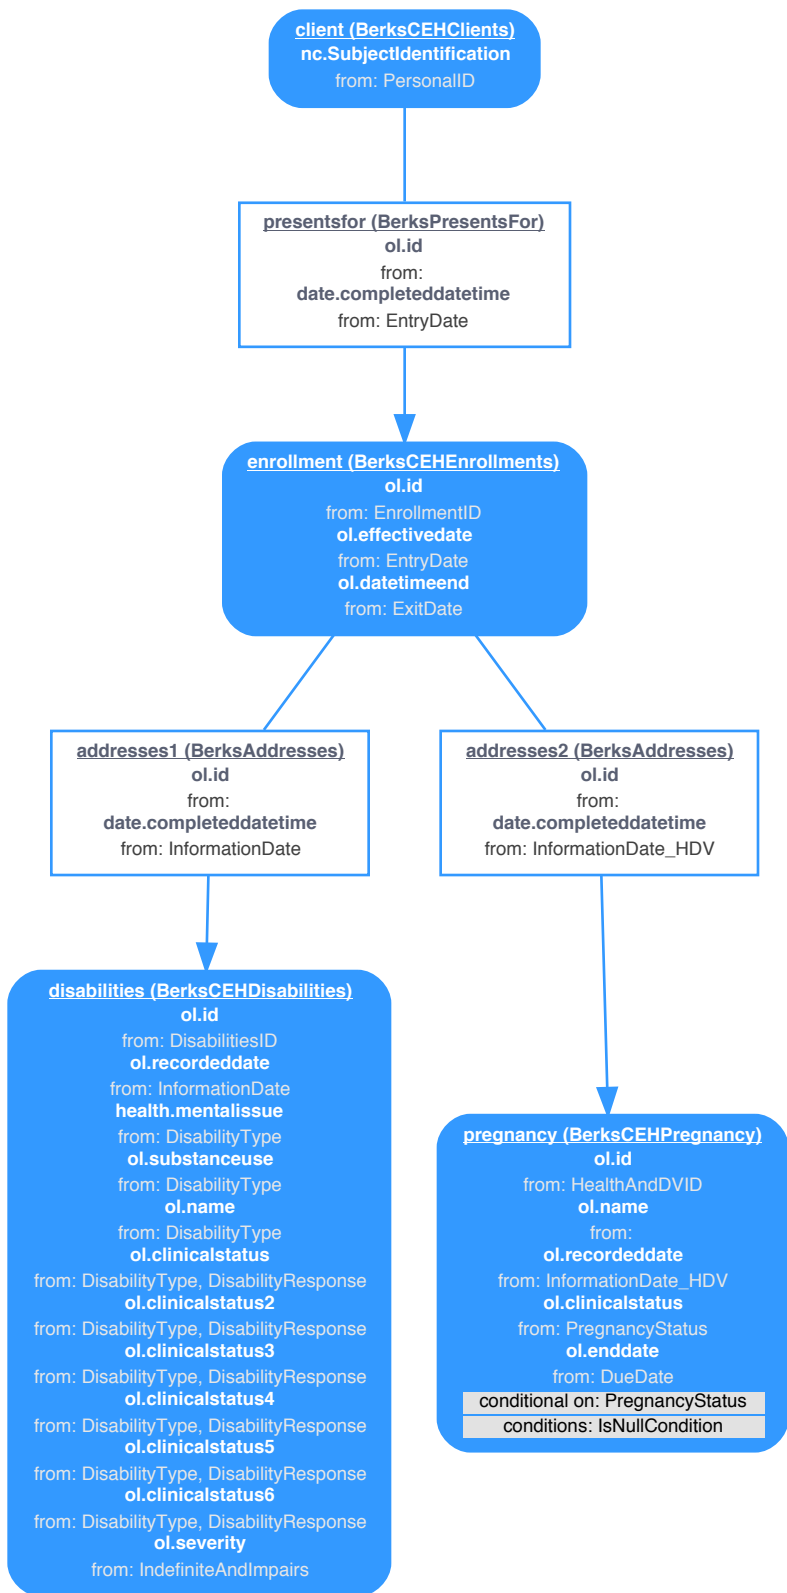 client (BerksCEHClients)
nc.SubjectIdentification
from: PersonalID
presentsfor (BerksPresentsFor)
ol.id
from:
date.completeddatetime
from: EntryDate
enrollment (BerksCEHEnrollments)
ol.id
from: EnrollmentID
ol.effectivedate
from: EntryDate
ol.datetimeend
from: ExitDate
addresses1 (BerksAddresses)
ol.id
from:
date.completeddatetime
from: InformationDate
addresses2 (BerksAddresses)
ol.id
from:
date.completeddatetime
from: InformationDate_HDV
disabilities (BerksCEHDisabilities)
ol.id
from: DisabilitiesID
ol.recordeddate
from: InformationDate
health.mentalissue
from: DisabilityType
ol.substanceuse
from: DisabilityType
ol.name
from: DisabilityType
ol.clinicalstatus
from: DisabilityType, DisabilityResponse
ol.clinicalstatus2
from: DisabilityType, DisabilityResponse
ol.clinicalstatus3
from: DisabilityType, DisabilityResponse
ol.clinicalstatus4
from: DisabilityType, DisabilityResponse
ol.clinicalstatus5
from: DisabilityType, DisabilityResponse
ol.clinicalstatus6
from: DisabilityType, DisabilityResponse
ol.severity
from: IndefiniteAndImpairs
pregnancy (BerksCEHPregnancy)
ol.id
from: HealthAndDVID
ol.name
from:
ol.recordeddate
from: InformationDate_HDV
ol.clinicalstatus
from: PregnancyStatus
ol.enddate
from: DueDate
conditional on: PregnancyStatus
conditions: IsNullCondition